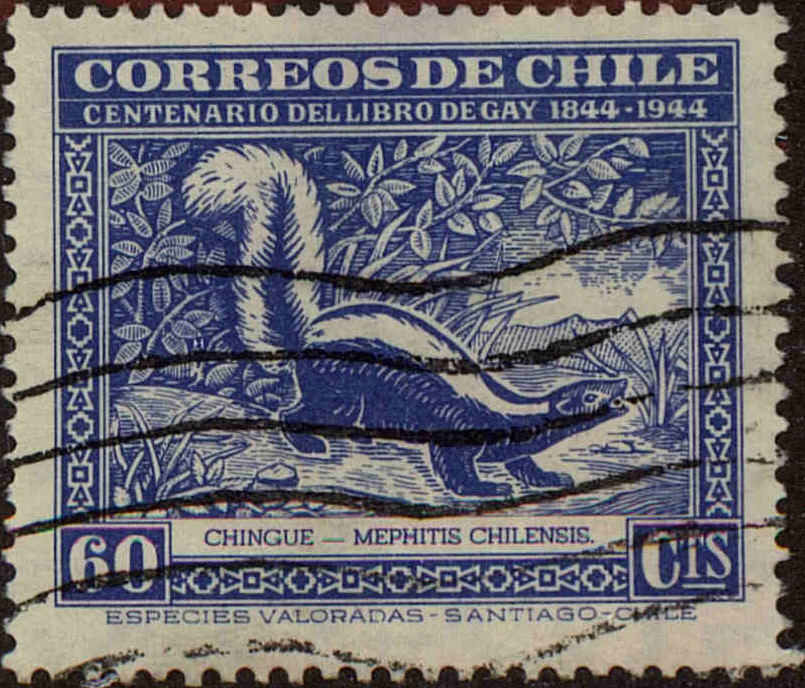 CORREOS DE CHILE
CENTENARIO DEL LIBRO DE GAY 1844-1944
CHINGUE — MEPHITIS CHILENSIS.
60 CTS
ESPECIES VALORADAS-SANTIAGO-CHILE